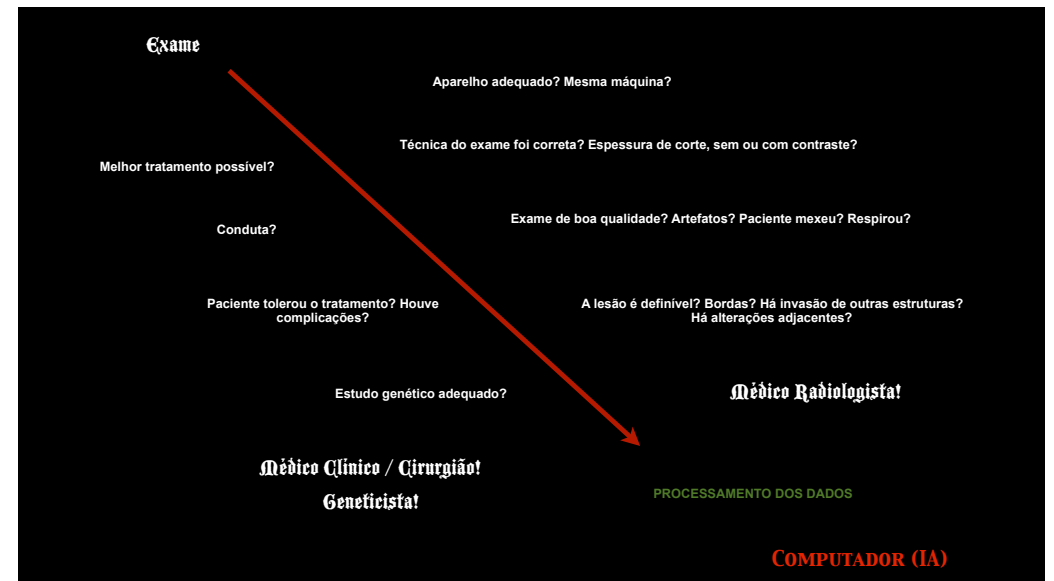 Exame
Aparelho adequado? Mesma máquina?
Técnica do exame foi correta? Espessura de corte, sem ou com contraste?
Melhor tratamento possível?
Exame de boa qualidade? Artefatos? Paciente mexeu? Respirou?
Conduta?
Paciente tolerou o tratamento? Houve
complicações?
A lesão é definível? Bordas? Há invasão de outras estruturas?
Há alterações adjacentes?
Estudo genético adequado?
Médico Radiologista!
Médico Clínico / Cirurgião!
Geneticista!
PROCESSAMENTO DOS DADOS
Computador (IA)